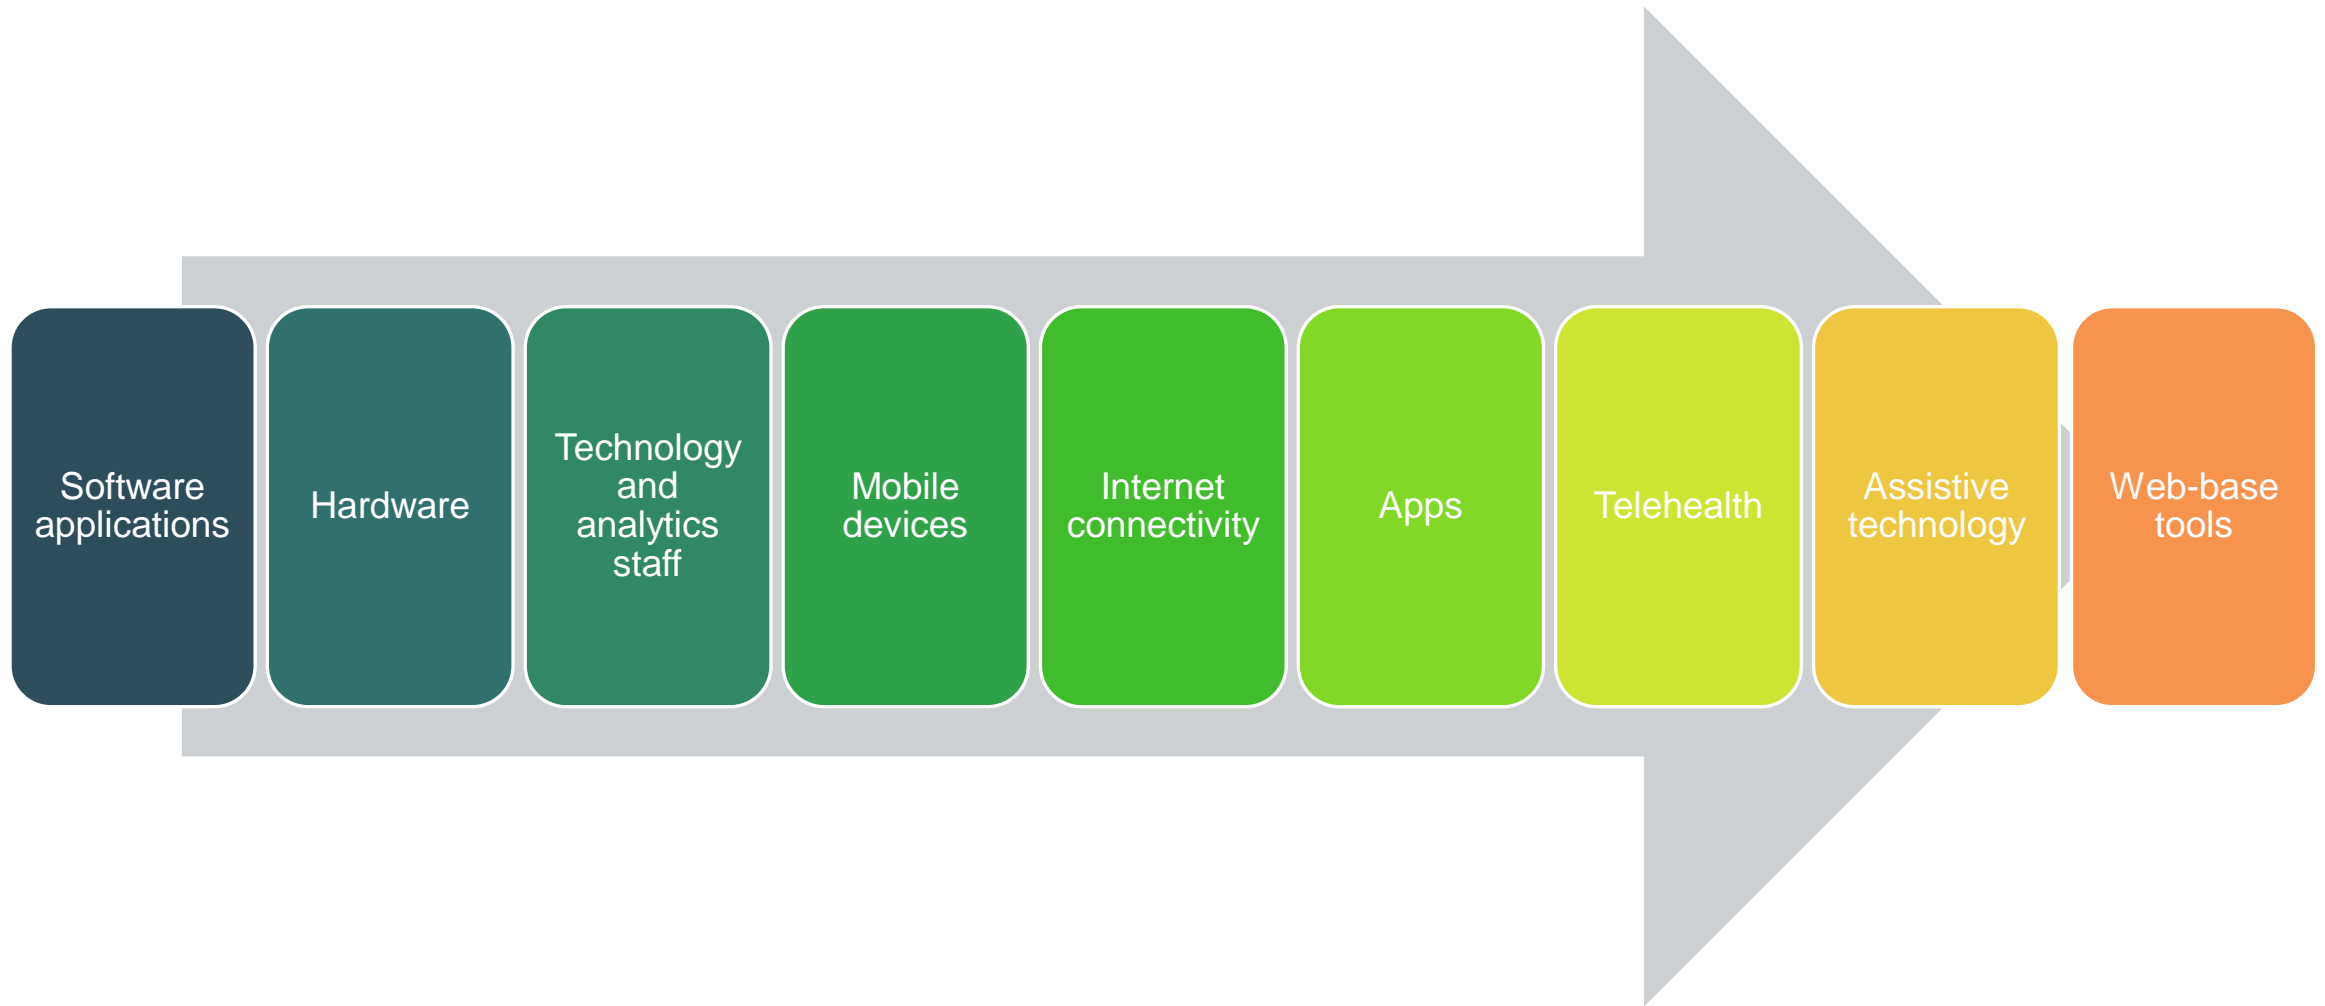 Software
applications
Hardware
Technology
and
analytics
staff
Mobile
devices
Internet
connectivity
Apps
Telehealth
Assistive
technology
Web-base
tools